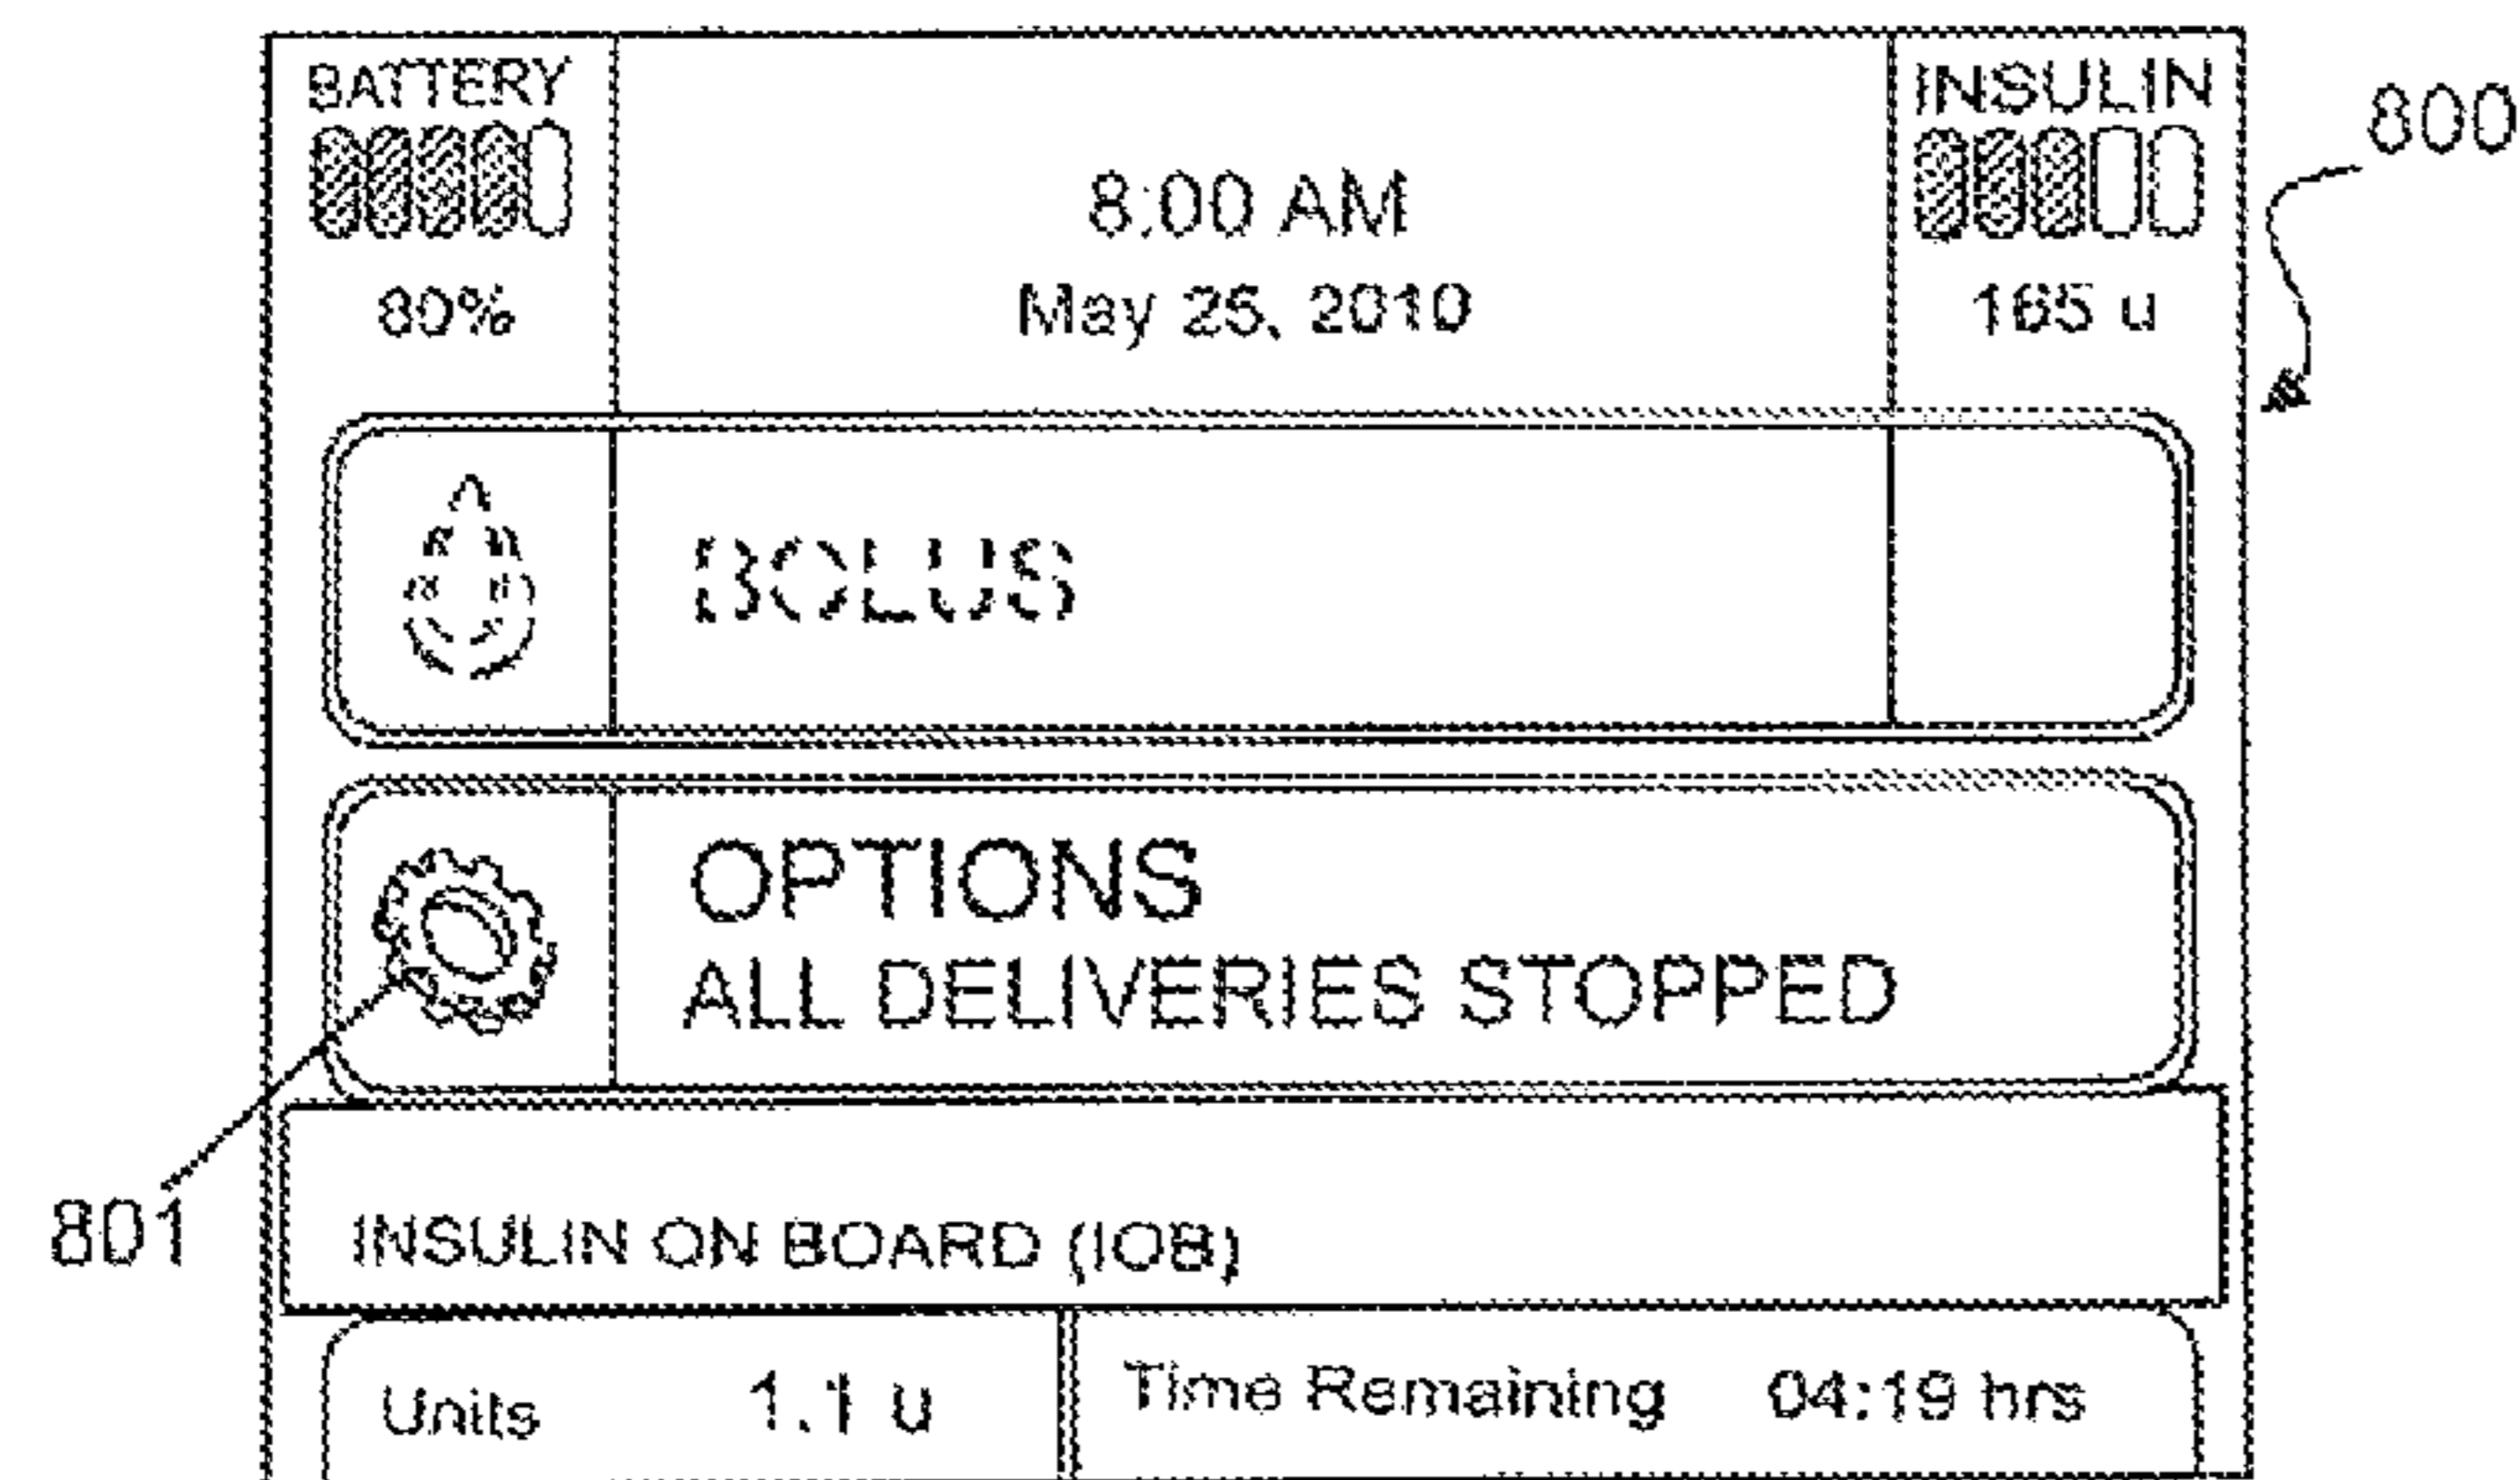 BATTERY
INSULIN
800
8:00 AM
80%
May 25, 2010
165 u
BOLUS
OPTIONS
ALL DELIVERIES STOPPED
801
INSULIN ON BOARD (IOB)
Units 1.1 u Time Remaining 04:19 hrs